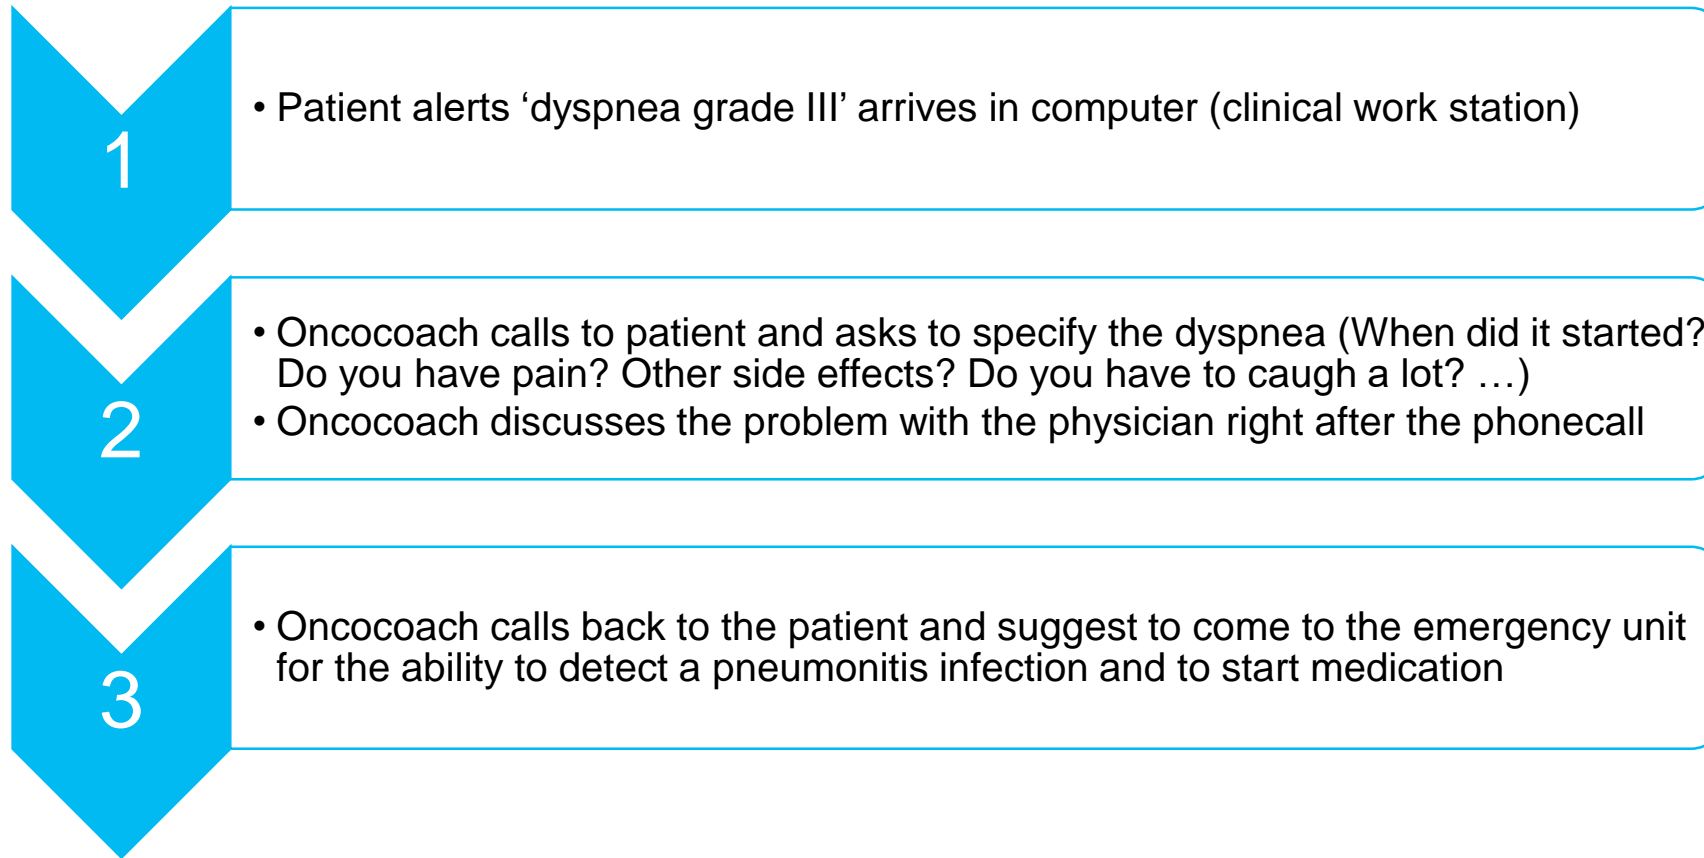 1
• Patient alerts ‘dyspnea grade III’ arrives in computer (clinical work station)
2
• Oncocoach calls to patient and asks to specify the dyspnea (When did it started?
Do you have pain? Other side effects? Do you have to caugh a lot? …)
• Oncocoach discusses the problem with the physician right after the phonecall
3
• Oncocoach calls back to the patient and suggest to come to the emergency unit
for the ability to detect a pneumonitis infection and to start medication